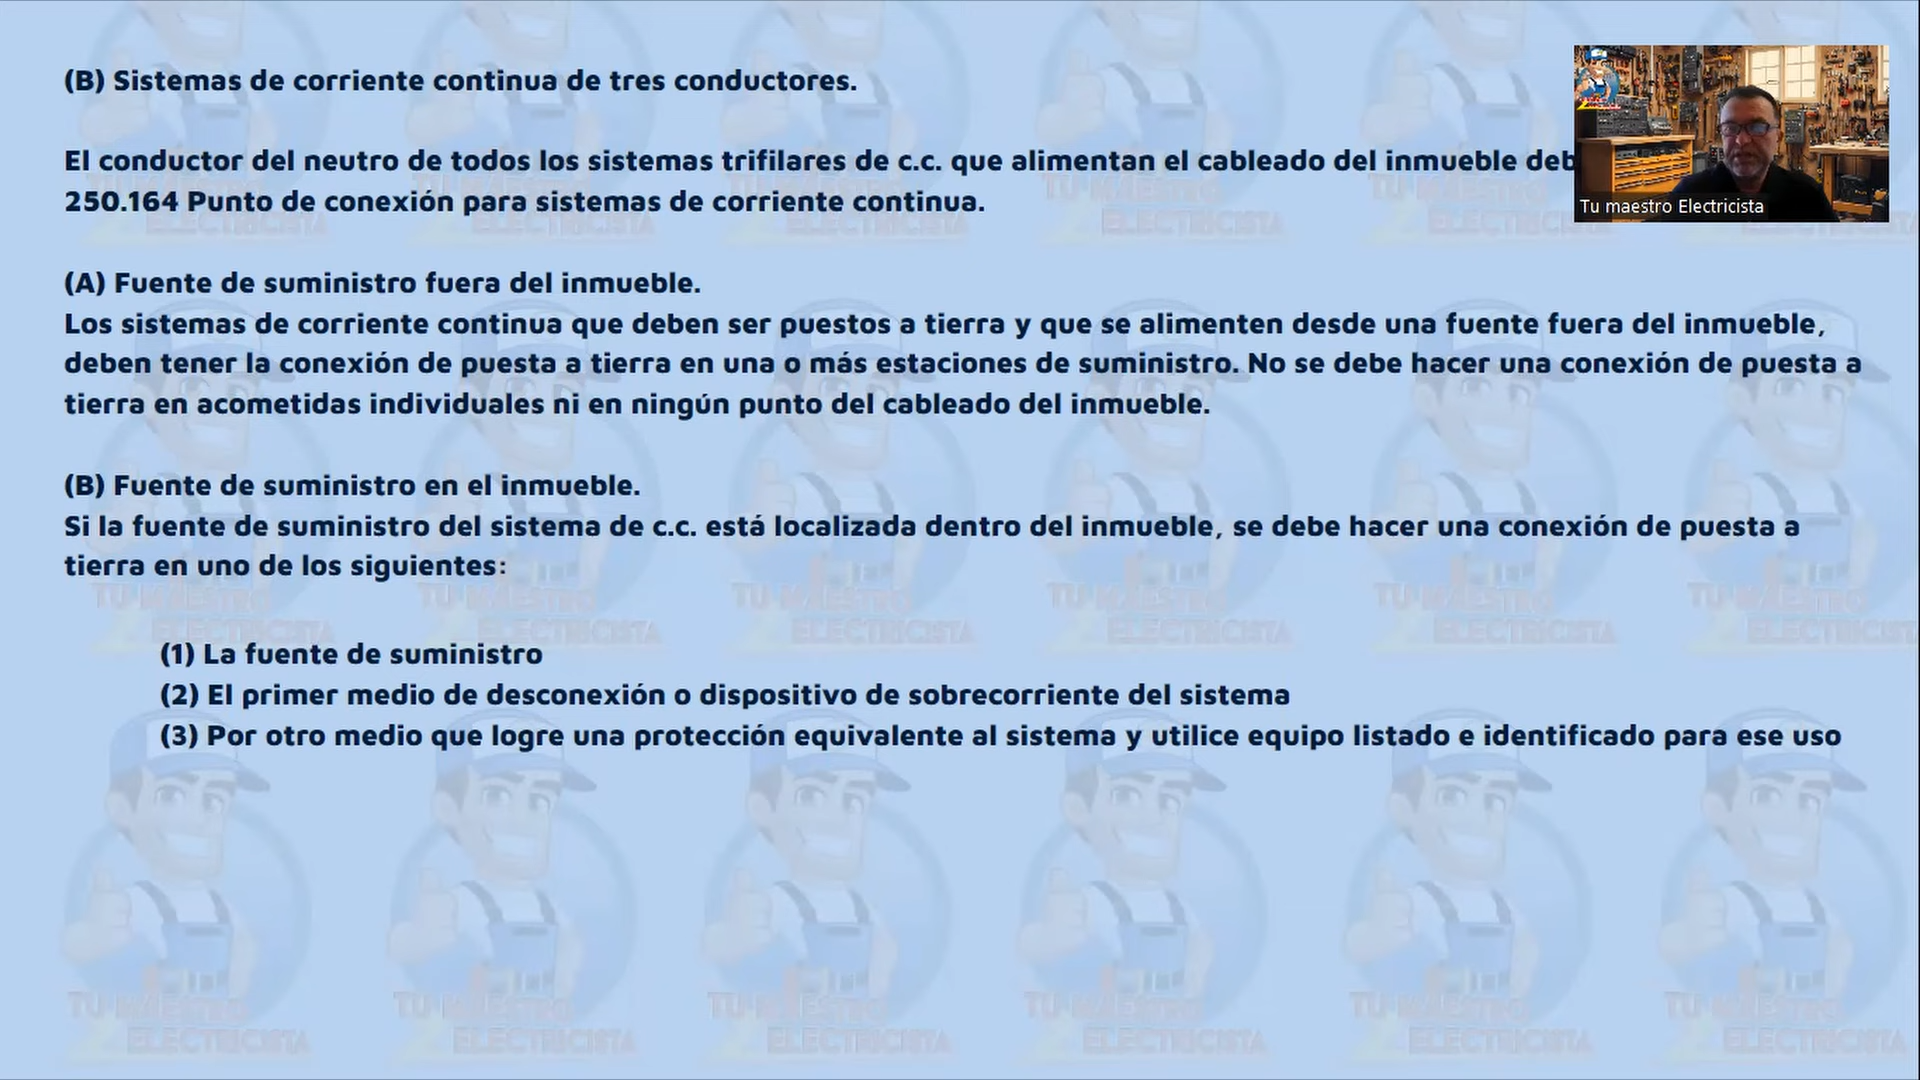 (B) Sistemas de corriente continua de tres conductores.
El conductor del neutro de todos los sistemas trifilares de c.c. que alimentan el cableado del inmueble
250.164 Punto de conexión para sistemas de corriente continua.
Tu maestro Electricista
(A) Fuente de suministro fuera del inmueble.
Los sistemas de corriente continua que deben ser puestos a tierra y que se alimenten desde una fuente fuera del inmueble,
deben tener la conexión de puesta a tierra en una o más estaciones de suministro. No se debe hacer una conexión de puesta a
tierra en acometidas individuales ni en ningún punto del cableado del inmueble.
(B) Fuente de suministro en el inmueble.
Si la fuente de suministro del sistema de c.c. está localizada dentro del inmueble, se debe hacer una conexión de puesta a
tierra en uno de los siguientes:
(1) La fuente de suministro
(2) El primer medio de desconexión o dispositivo de sobrecorriente del sistema
(3) Por otro medio que logre una protección equivalente al sistema y utilice equipo listado e identificado para ese uso
TU MAESTRO
ELECTRICISTA